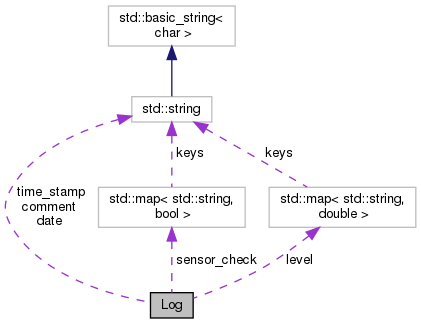 std::basic_string<
char >
std::string
keys
keys
time_stamp
comment
date
std::map< std::string,
bool >
std::map< std::string,
double >
sensor_check
level
Log